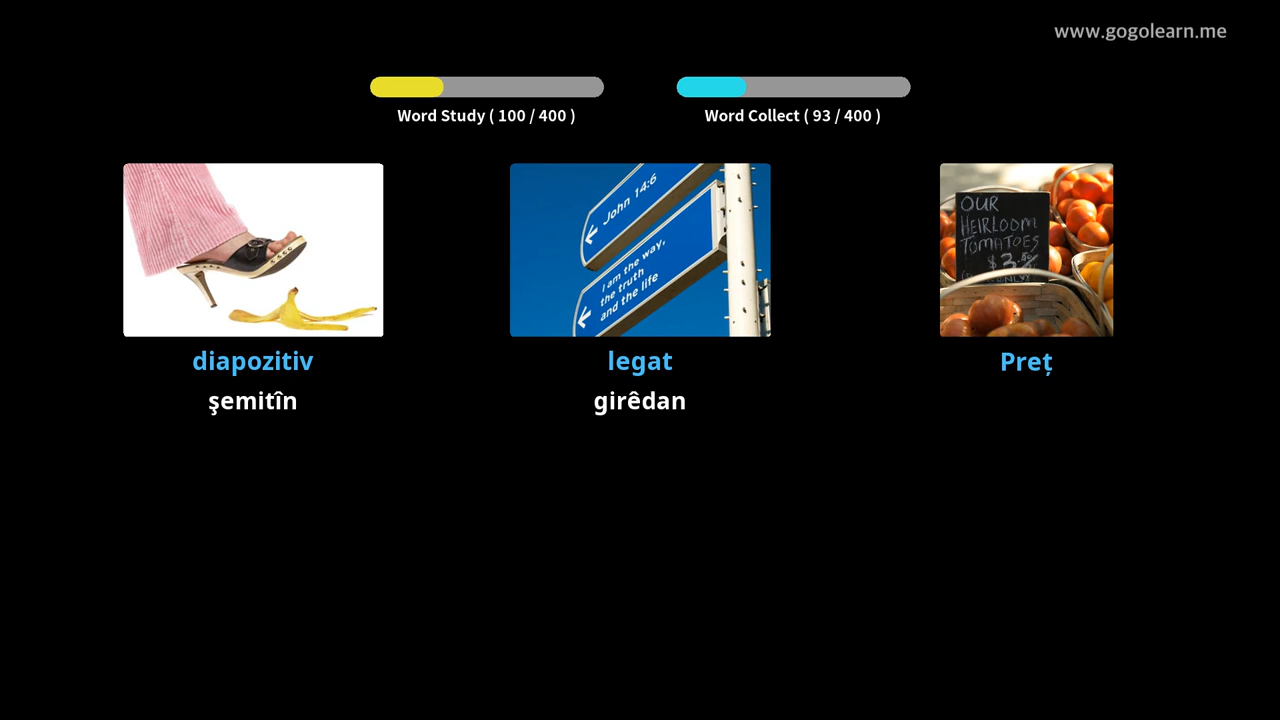 www.gogolearn.me
Word Study ( 100 / 400 )
Word Collect ( 93 / 400 )
John 14:6
I am the way,
the truth
and the life
OUR
HEIRLOOM
TOMATOES
diapozitiv
legat
Preț
şemitîn
girêdan